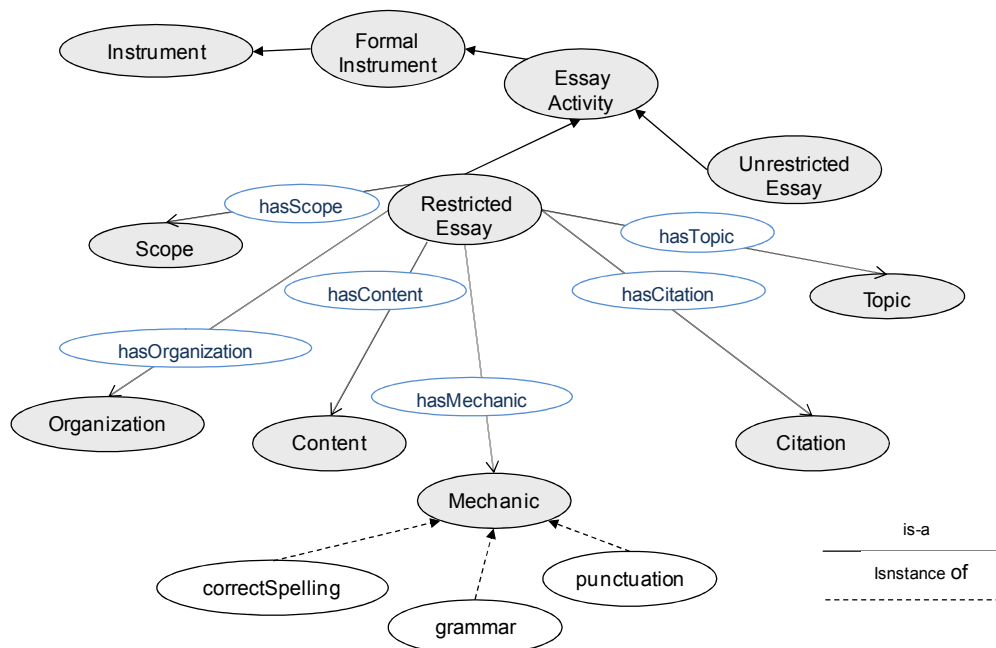 Instrument
Formal
Instrument
Essay
Activity
Unrestricted
Essay
hasScope
Restricted
Essay
hasTopic
Scope
hasContent
hasCitation
Topic
hasOrganization
hasMechanic
Organization
Content
Citation
Mechanic
is-a
Isnstance of
correctSpelling
punctuation
grammar